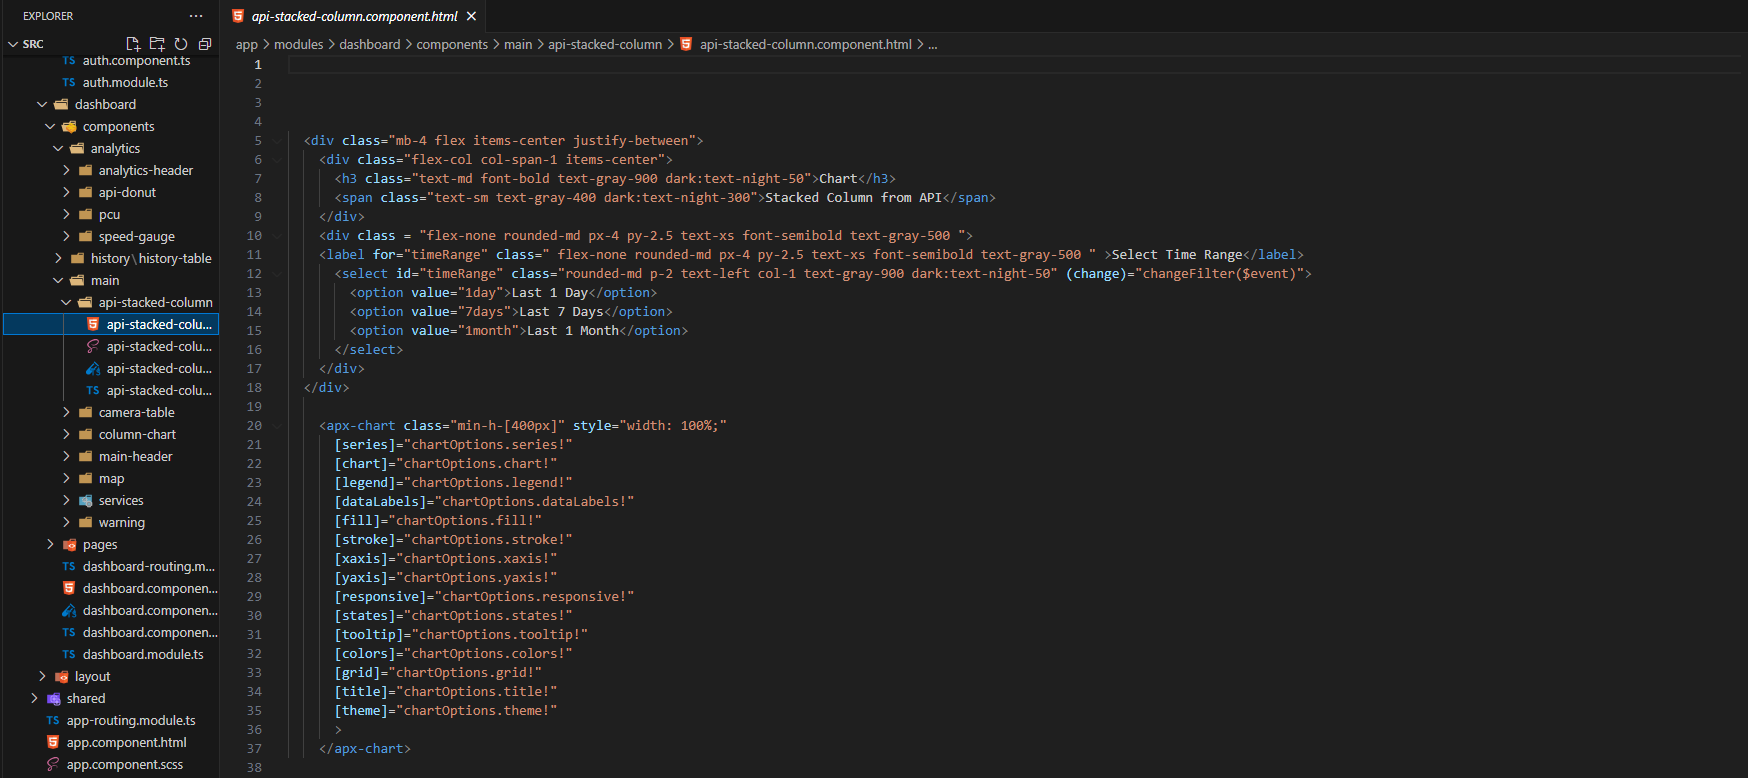 EXPLORER
SRC
auth.component.ts
TS auth.module.ts
dashboard
components
analytics
analytics-header
api-donut
pcu
speed-gauge
history\history-table
main
api-stacked-column
api-stacked-colu...
api-stacked-colu...
api-stacked-colu...
TS api-stacked-colu...
camera-table
column-chart
main-header
map
services
warning
pages
TS dashboard-routing.m...
dashboard.componen...
dashboard.componen...
TS dashboard.componen...
TS dashboard.module.ts
layout
shared
TS app-routing.module.ts
app.component.html
app.component.scss
api-stacked-column.component.html
app > modules > dashboard > components > main > api-stacked-column > api-stacked-column.component.html > ...
1
2
3
4
5 <div class="mb-4 flex items-center justify-between">
6 <div class="flex-col col-span-1 items-center">
7 <h3 class="text-md font-bold text-gray-900 dark:text-night-50">Chart</h3>
8 <span class="text-sm text-gray-400 dark:text-night-300">Stacked Column from API</span>
9 </div>
10 <div class = "flex-none rounded-md px-4 py-2.5 text-xs font-semibold text-gray-500 ">
11 <label for="timeRange" class=" flex-none rounded-md px-4 py-2.5 text-xs font-semibold text-gray-500 " >Select Time Range</label>
12 <select id="timeRange" class="rounded-md p-2 text-left col-1 text-gray-900 dark:text-night-50" (change)="changeFilter($event)">
13 <option value="1day">Last 1 Day</option>
14 <option value="7days">Last 7 Days</option>
15 <option value="1month">Last 1 Month</option>
16 </select>
17 </div>
18 </div>
19
20 <apx-chart class="min-h-[400px]" style="width: 100%;"
21 [series]="chartOptions.series!"
22 [chart]="chartOptions.chart!"
23 [legend]="chartOptions.legend!"
24 [dataLabels]="chartOptions.dataLabels!"
25 [fill]="chartOptions.fill!"
26 [stroke]="chartOptions.stroke!"
27 [xaxis]="chartOptions.xaxis!"
28 [yaxis]="chartOptions.yaxis!"
29 [responsive]="chartOptions.responsive!"
30 [states]="chartOptions.states!"
31 [tooltip]="chartOptions.tooltip!"
32 [colors]="chartOptions.colors!"
33 [grid]="chartOptions.grid!"
34 [title]="chartOptions.title!"
35 [theme]="chartOptions.theme!"
36 >
37 </apx-chart>
38